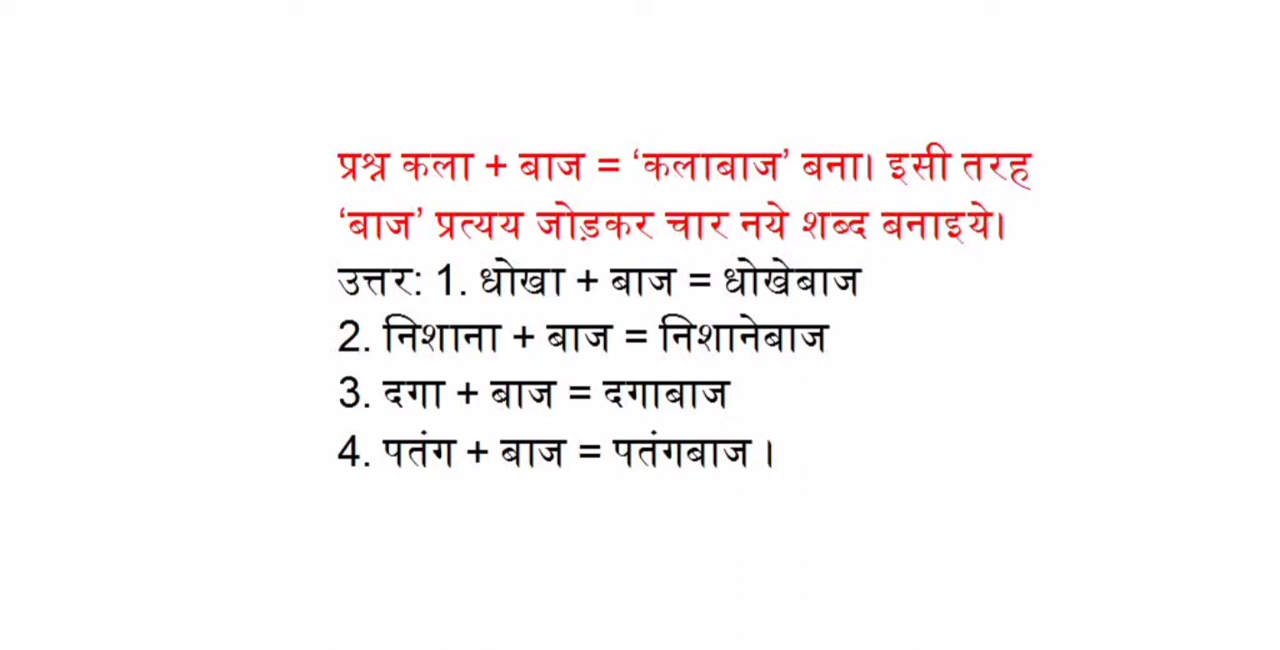 प्रश्न कला + बाज = ‘कलाबाज’ बना। इसी तरह
‘बाज’ प्रत्यय जोड़कर चार नये शब्द बनाइये।
उत्तर: 1. धोखा + बाज = धोखेबाज
2. निशाना + बाज = निशानेबाज
3. दगा + बाज = दगाबाज
4. पतंग + बाज = पतंगबाज ।